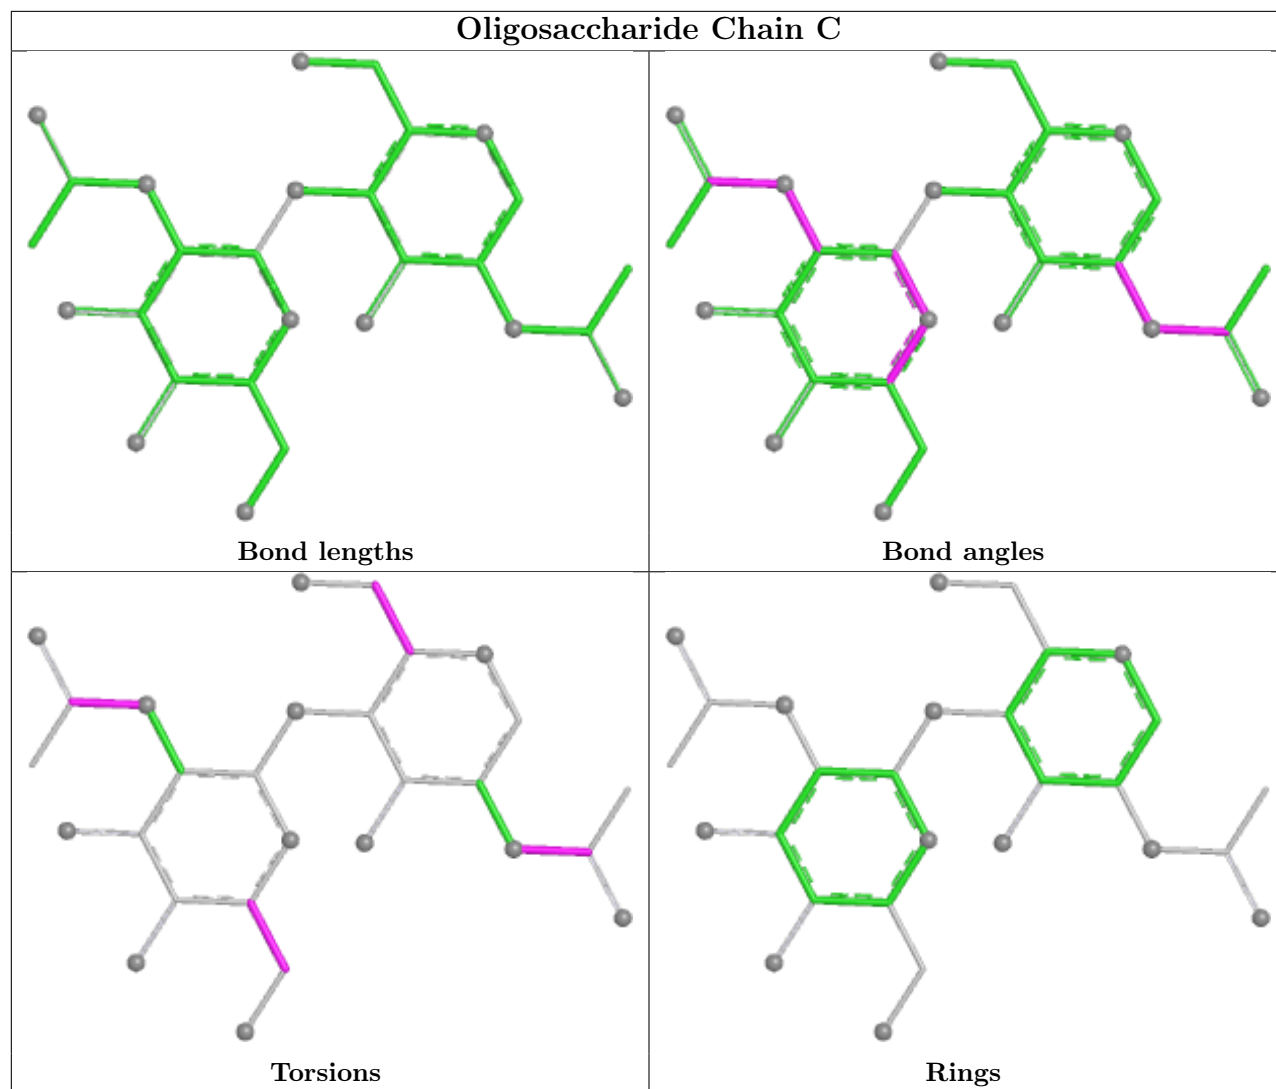 Oligosaccharide Chain C
Bond lengths
Bond angles
Torsions
Rings